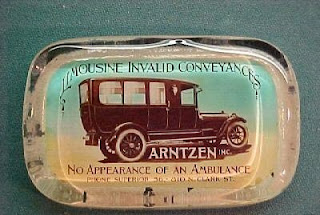 LIMOUSINE INVALID CONVEYANCES
ARNTZEN INC.
NO APPEARANCE OF AN AMBULANCE
PHONE SUPERIOR N. CLARK ST.